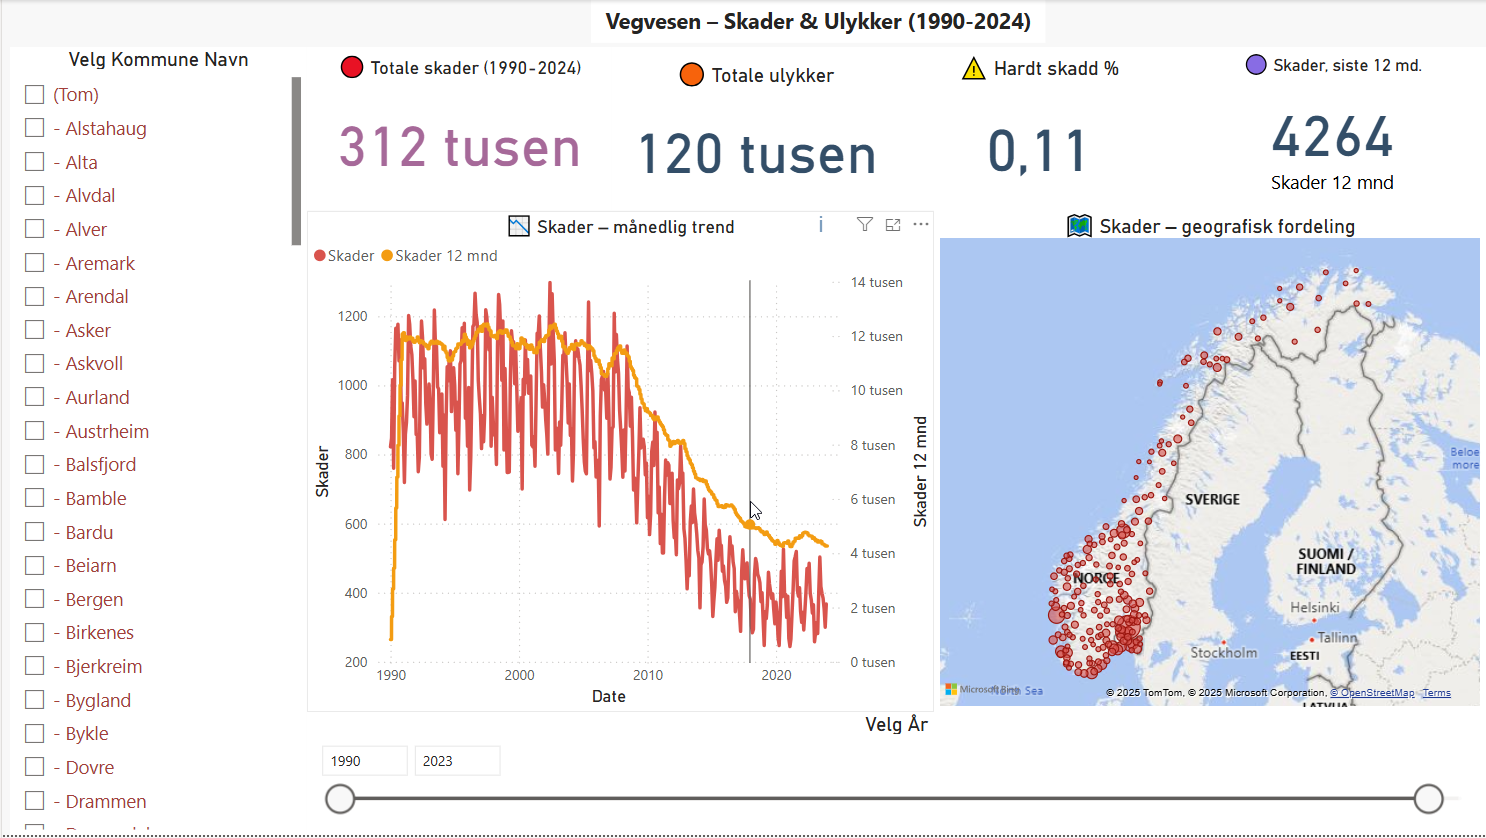 Vegvesen – Skader & Ulykker (1990-2024)
Velg Kommune Navn
(Tom)
- Alstahaug
- Alta
- Alvdal
- Alver
- Aremark
- Arendal
- Asker
- Askvoll
- Aurland
- Austrheim
- Balsfjord
- Bamble
- Bardu
- Beiarn
- Bergen
- Birkenes
- Bjerkreim
- Bygland
- Bykle
- Dovre
- Drammen
Totale skader (1990-2024)
312 tusen
Totale ulykker
120 tusen
Hardt skadd %
0,11
Skader, siste 12 md.
4264
Skader 12 mnd
Skader – månedlig trend
Skader
Skader 12 mnd
1200
1000
800
600
400
200
Skader
14 tusen
12 tusen
10 tusen
8 tusen
6 tusen
4 tusen
2 tusen
0 tusen
Skader 12 mnd
1990
2000
2010
2020
Date
Skader – geografisk fordeling
SVERIGE
NORGE
SUOMI /
FINLAND
Helsinki
Tallinn
Stockholm
EESTI
LATVIJA
Beloe
more
North Sea
Microsoft Bing
© 2025 TomTom, © 2025 Microsoft Corporation, © OpenStreetMap Terms
Velg År
1990
2023